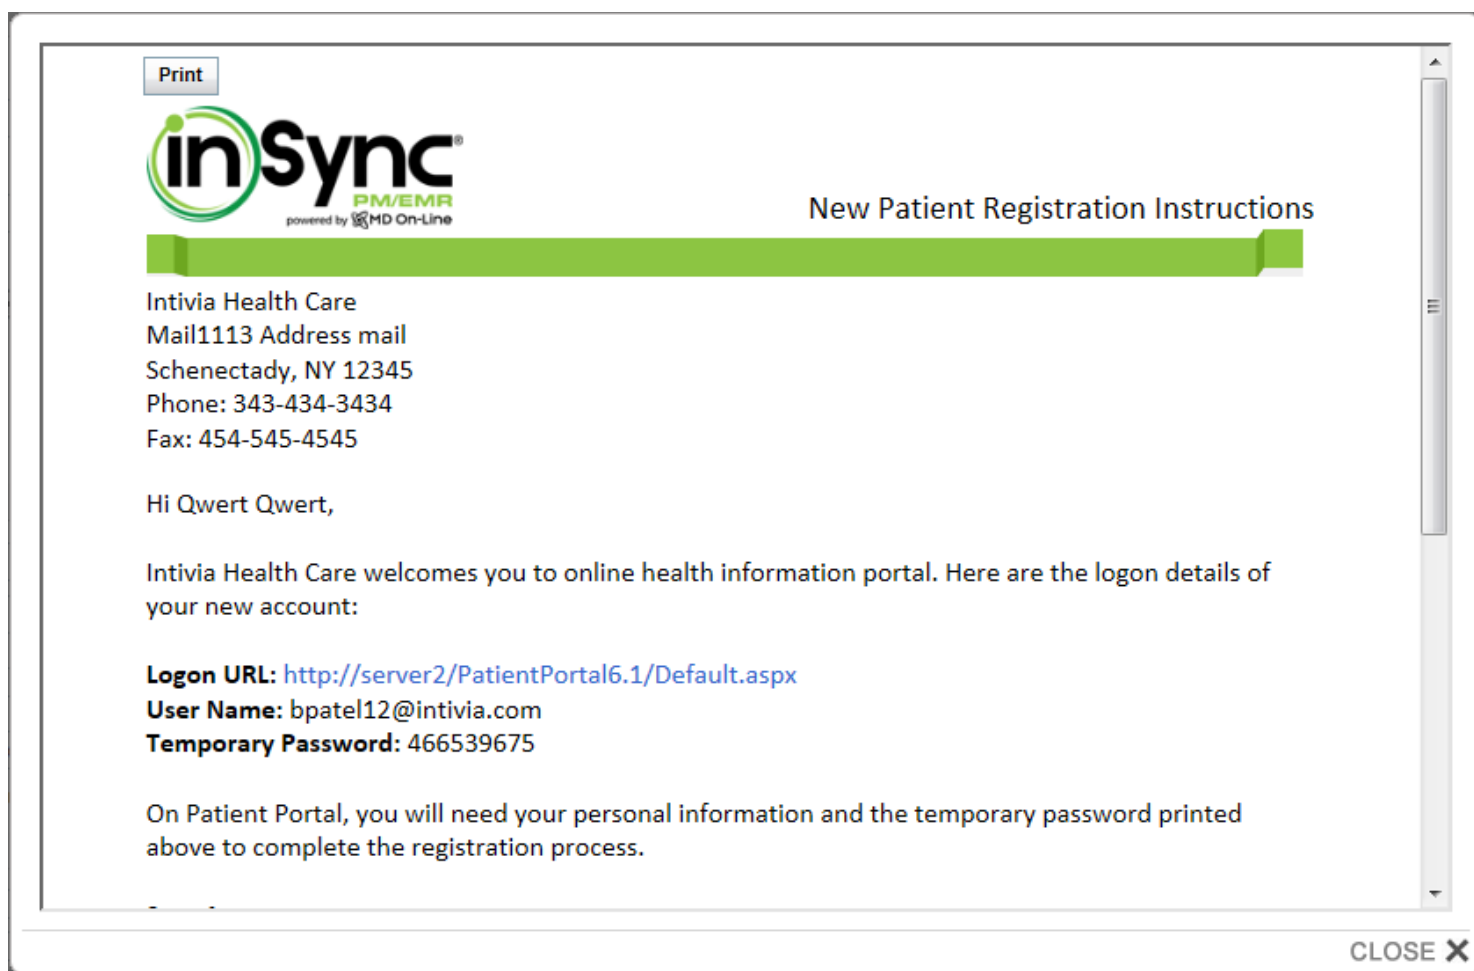 Print
inSync®
PM/EMR
powered by MD On-Line
New Patient Registration Instructions
Intivia Health Care
Mail1113 Address mail
Schenectady, NY 12345
Phone: 343-434-3434
Fax: 454-545-4545
Hi Qwert Qwert,
Intivia Health Care welcomes you to online health information portal. Here are the logon details of
your new account:
Logon URL: http://server2/PatientPortal6.1/Default.aspx
User Name: bpatel12@intivia.com
Temporary Password: 466539675
On Patient Portal, you will need your personal information and the temporary password printed
above to complete the registration process.
CLOSE